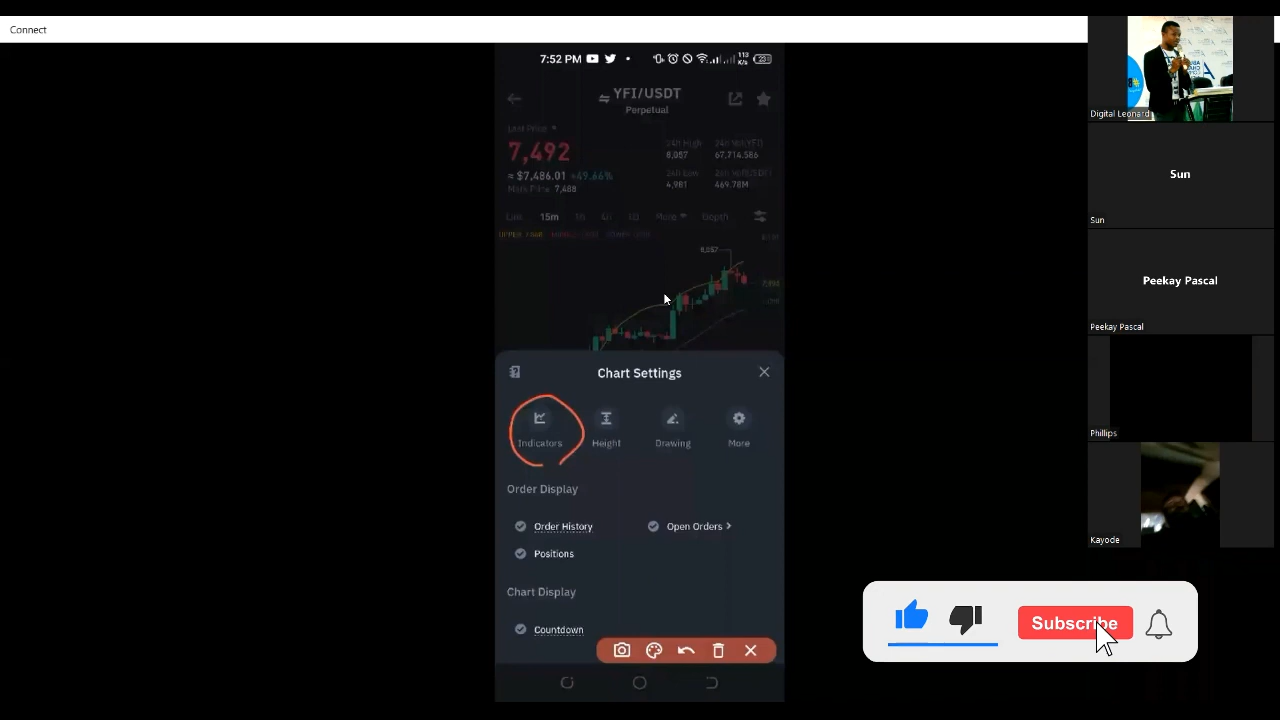 Connect
7:52 PM
113
K/s
23
YFI/USDT
Perpetual
Last Price
7,492
≈ $7,486.01 +49.66%
Mark Price 7,488
24h High
8,057
24h Low
4,981
24h Vol(YFI)
67,714.586
24h Vol(USDT)
469.78M
Line 15m 1h 4h 1D More Depth
8,057
Chart Settings
Indicators
Height
Drawing
More
Order Display
Order History
Open Orders >
Positions
Chart Display
Countdown
Digital Leonard
Sun
Sun
Peekay Pascal
Peekay Pascal
Phillips
Kayode
Subscribe